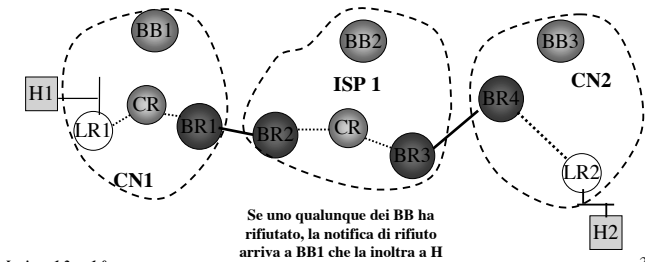 BB1
BB2
BB3
H1
ISP 1
CN2
CR
BR4
LR1
BR1
BR2
CR
BR3
LR2
CN1
Se uno qualunque dei BB ha
rifiutato, la notifica di rifiuto
arriva a BB1 che la inoltra a H
H2